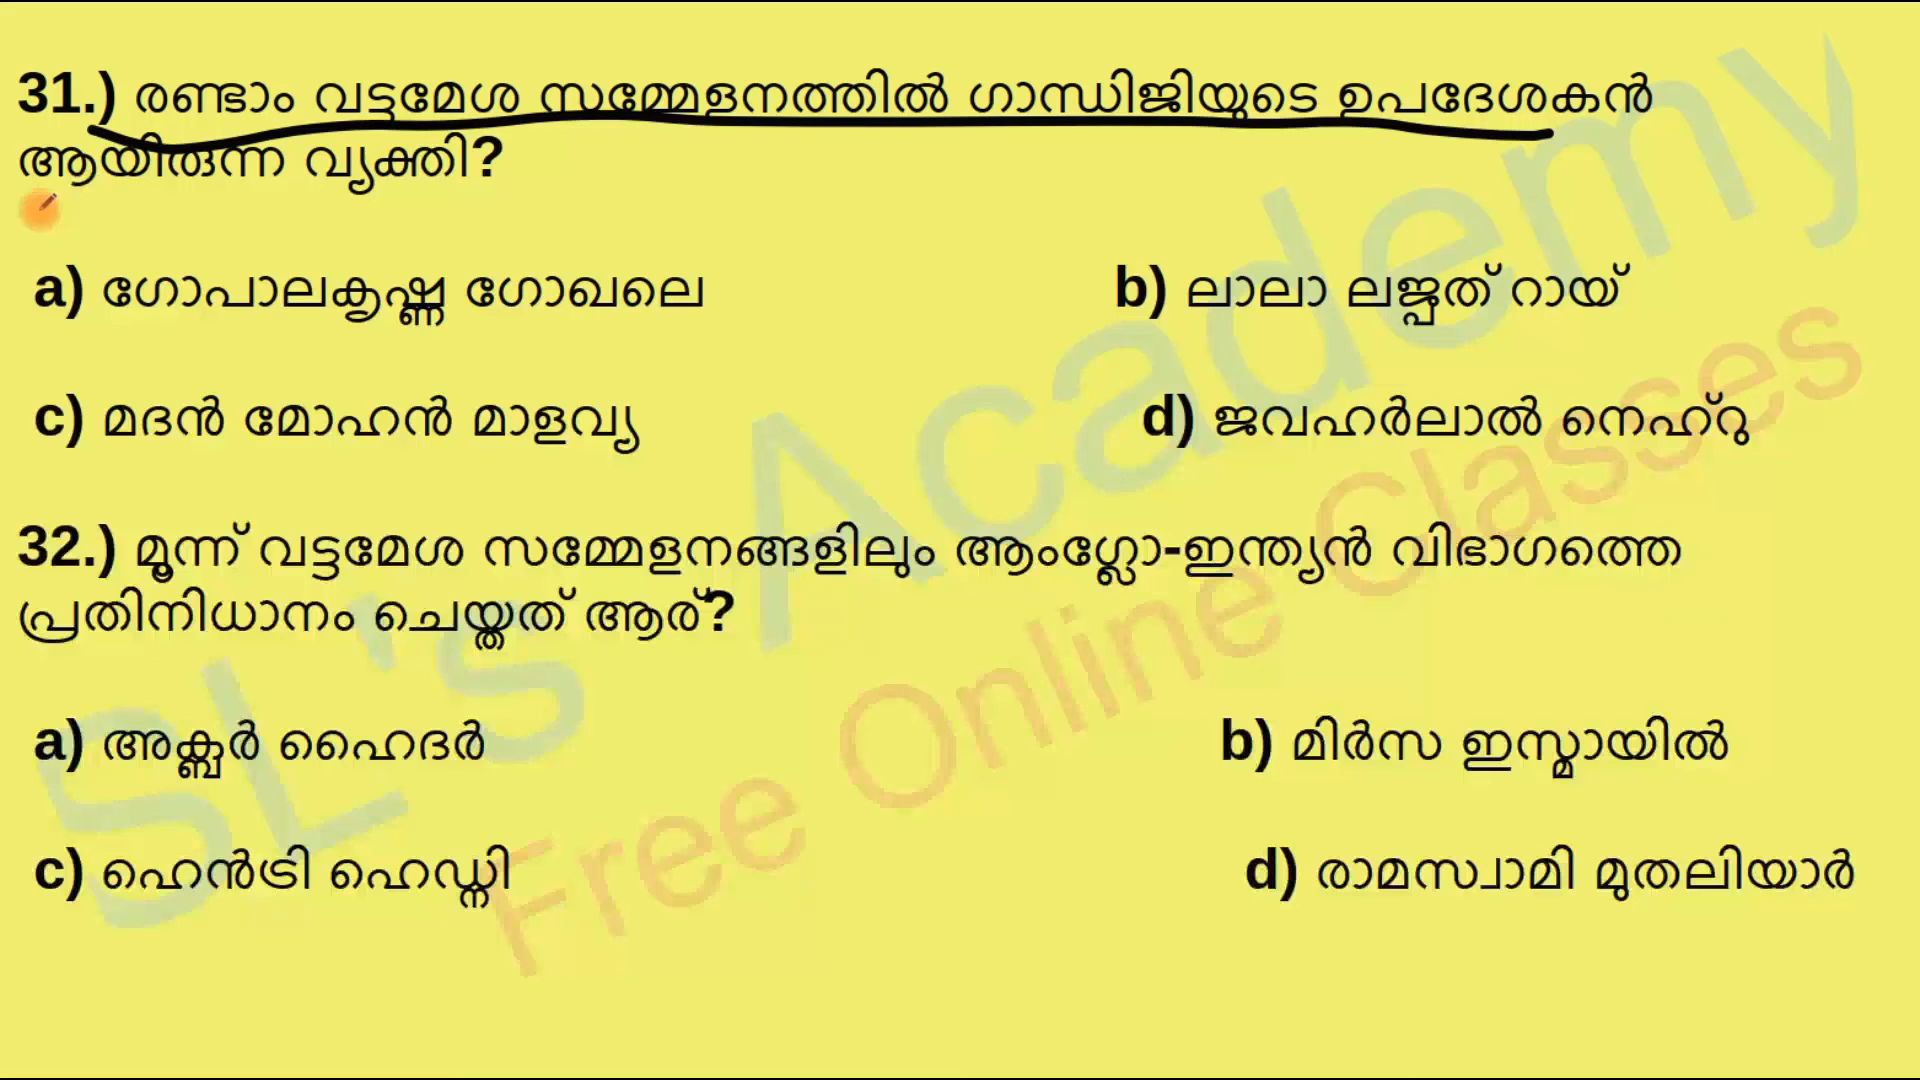 31.) രണ്ടാം വട്ടമേശ സമ്മേളനത്തിൽ ഗാന്ധിജിയുടെ ഉപദേശകൻ
ആയിരുന്ന വ്യക്തി?
a) ഗോപാലകൃഷ്ണ ഗോഖലെ
b) ലാലാ ലജ്പത് റായ്
c) മദൻ മോഹൻ മാളവ്യ
d) ജവഹർലാൽ നെഹ്റു
32.) മൂന്ന് വട്ടമേശ സമ്മേളനങ്ങളിലും ആംഗ്ലോ-ഇന്ത്യൻ വിഭാഗത്തെ
പ്രതിനിധാനം ചെയ്തത് ആര്?
a) അക്ബർ ഹൈദർ
b) മിർസ ഇസ്മായിൽ
c) ഹെൻട്രി ഹെഡ്നി
d) രാമസ്വാമി മുതലിയാർ
SL's Academy
Free Online Classes